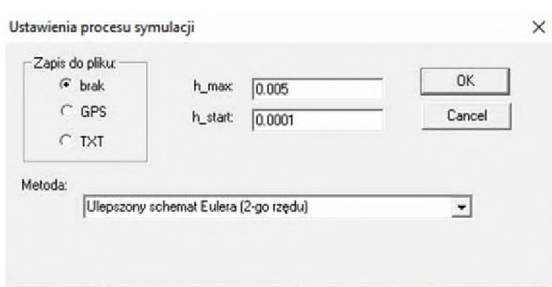 Ustawienia procesu symulacji
Zapis do pliku:
brak
GPS
TXT
h_max:
0.005
h_start:
0.0001
OK
Cancel
Metoda:
Ulepszony schemat Eulera (2-go rzędu)